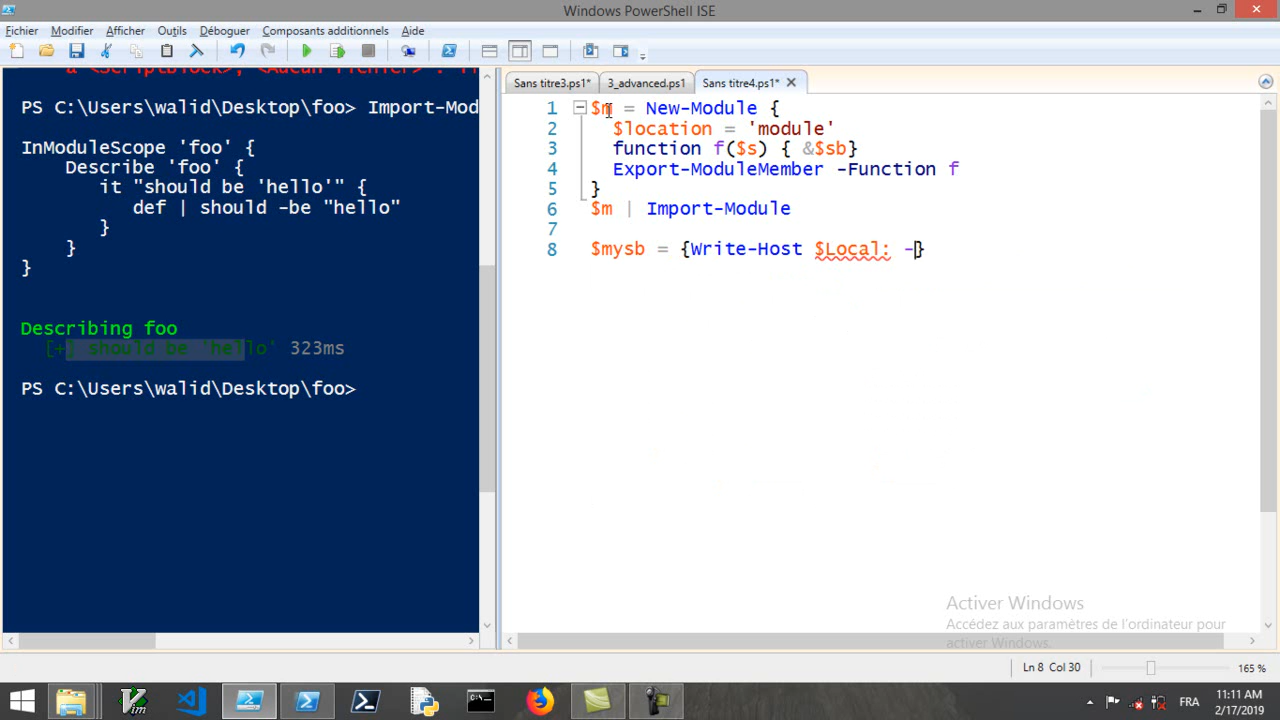 Windows PowerShell ISE
Fichier Modifier Afficher Outils Déboguer Composants additionnels Aide
Sans titre3.ps1* 3_advanced.ps1 Sans titre4.ps1*
PS C:\Users\walid\Desktop\foo> Import-Mod
InModuleScope 'foo' {
Describe 'foo' {
it "should be 'hello'" {
def | should -be "hello"
}
}
}
Describing foo
[+] should be 'hello' 323ms
PS C:\Users\walid\Desktop\foo>
1 $m = New-Module {
2 $location = 'module'
3 function f($s) { &$sb}
4 Export-ModuleMember -Function f
5 }
6 $m | Import-Module
7
8 $mysb = {Write-Host $Local: -}
Activer Windows
Accédez aux paramètres de l'ordinateur pour
activer Windows.
Ln 8 Col 30 165 %
FRA 11:11 AM
2/17/2019